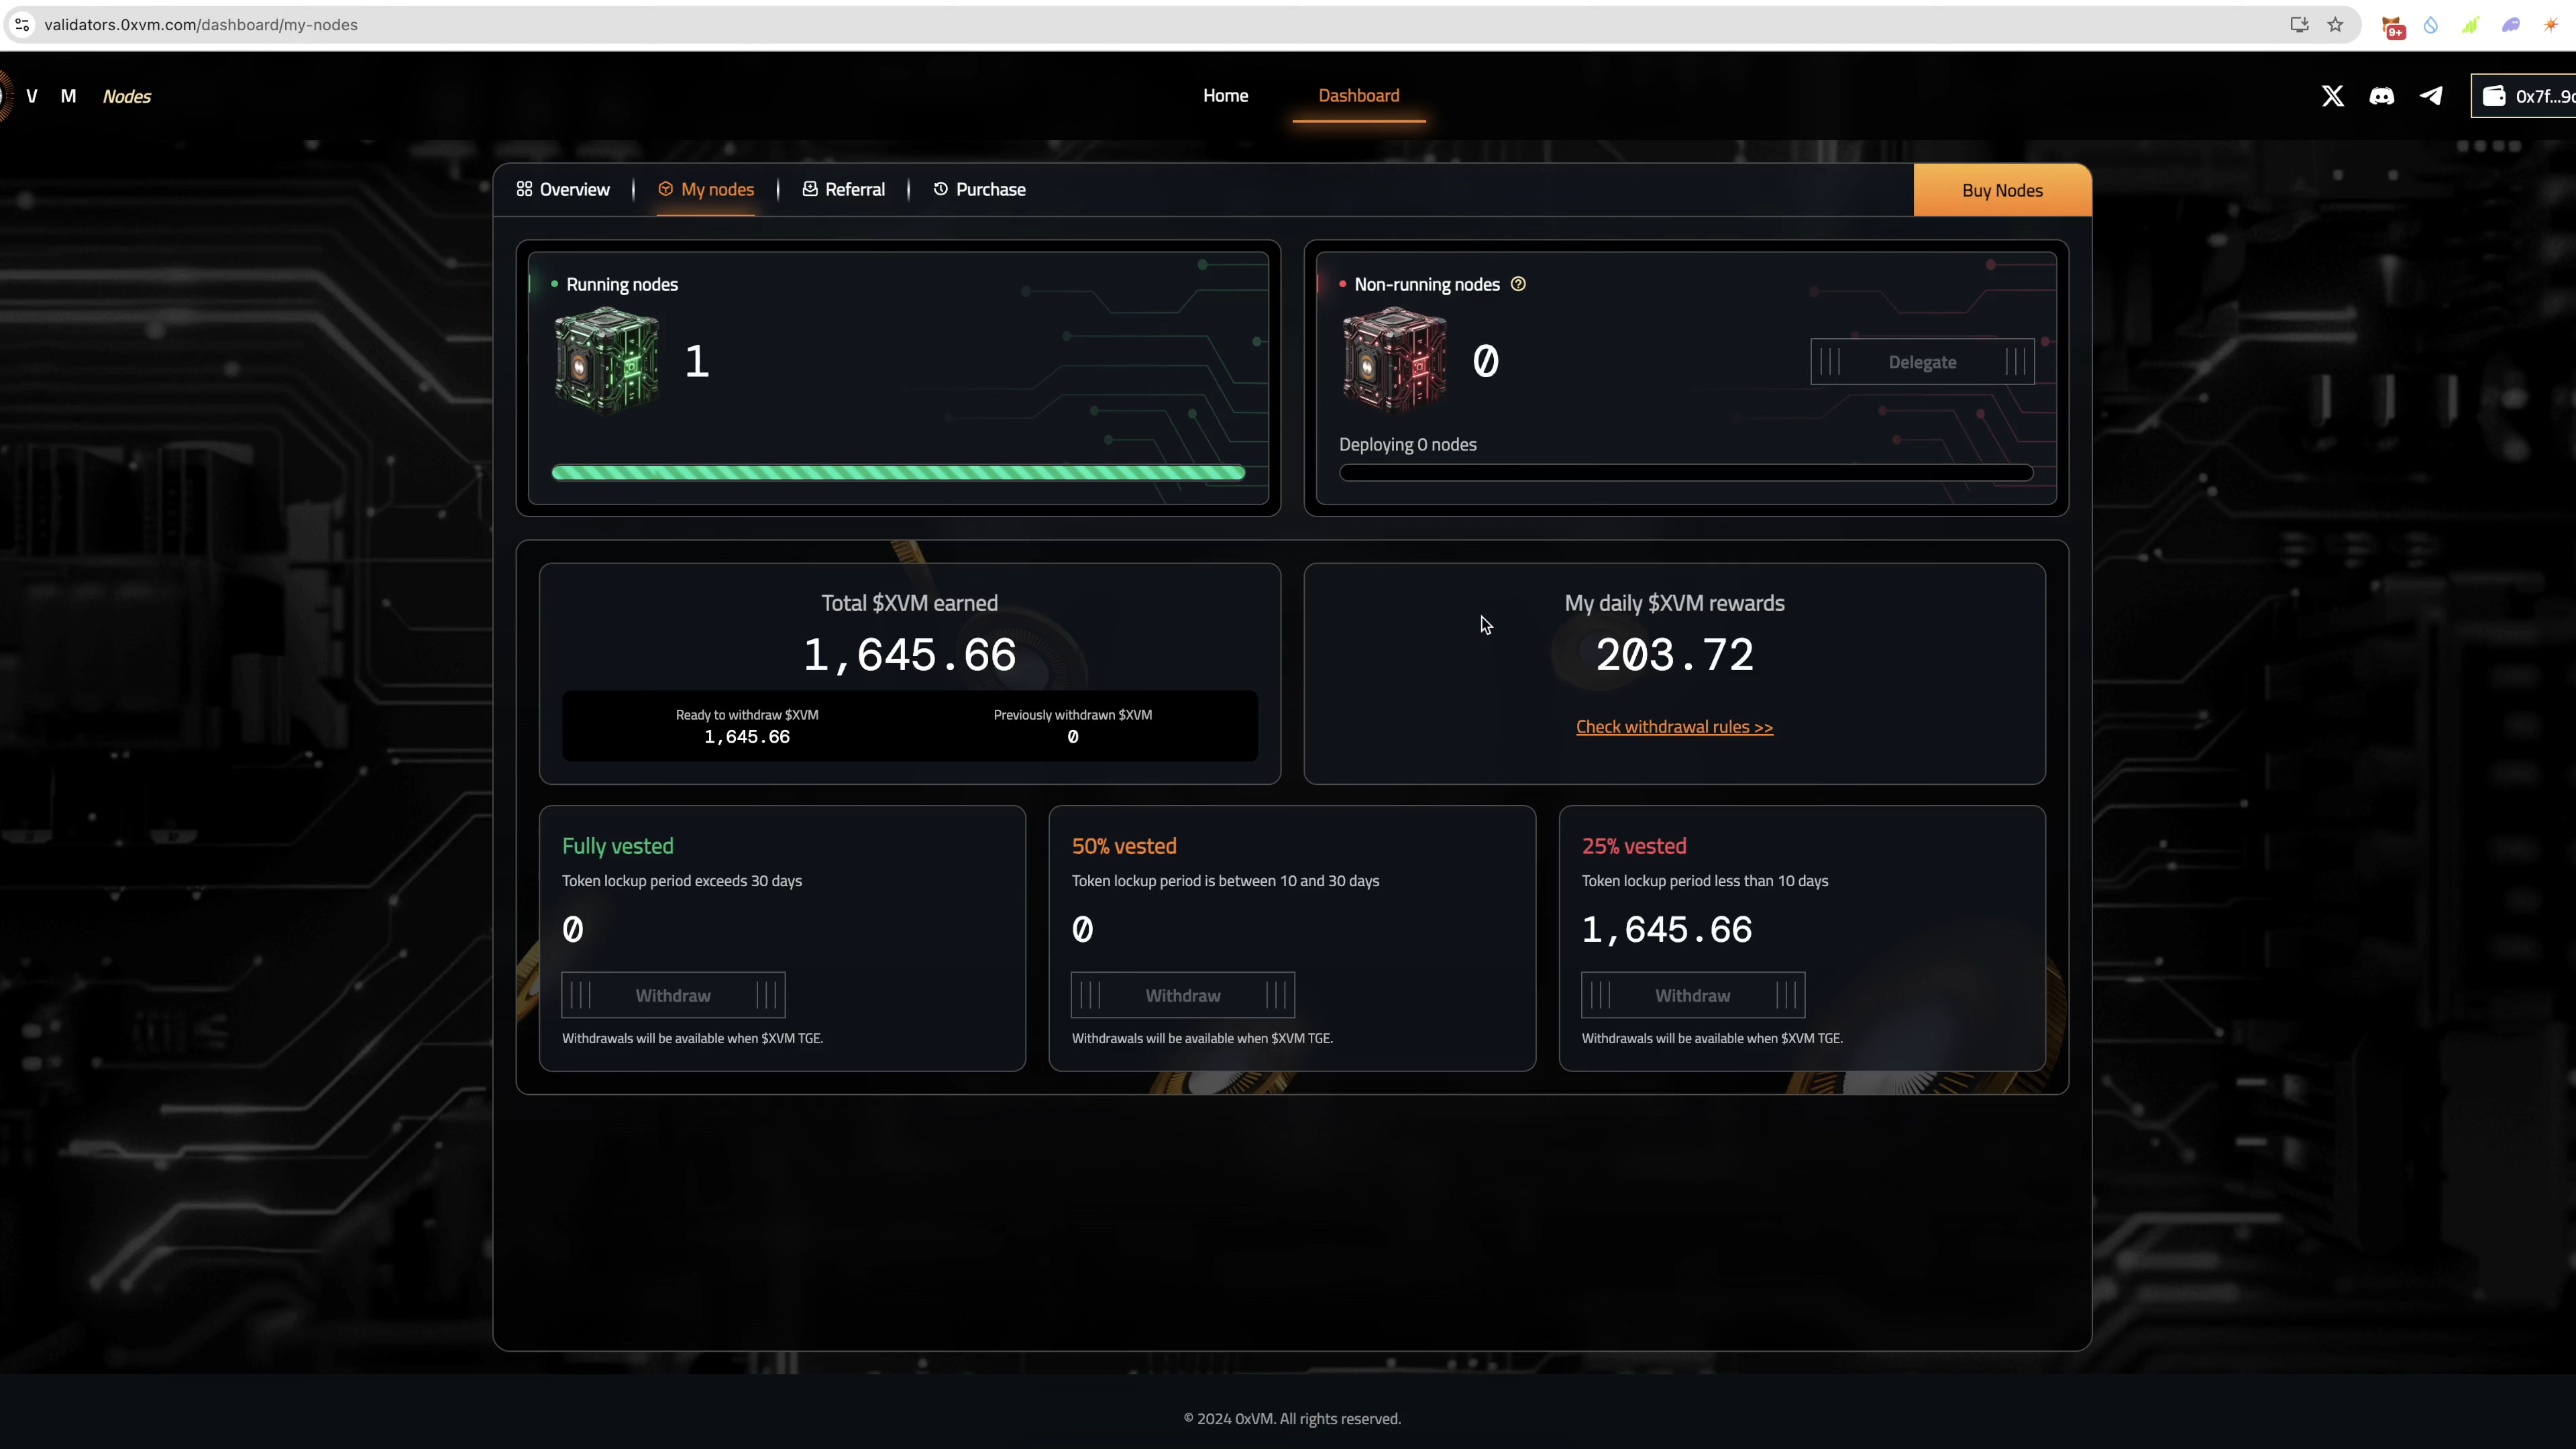 validators.0xvm.com/dashboard/my-nodes
9+
V M Nodes
Home
Dashboard
0x7f...9c
Overview
My nodes
Referral
Purchase
Buy Nodes
Running nodes
1
Non-running nodes
0
Delegate
Deploying 0 nodes
Total $XVM earned
1,645.66
Ready to withdraw $XVM
1,645.66
Previously withdrawn $XVM
0
My daily $XVM rewards
203.72
Check withdrawal rules >>
Fully vested
Token lockup period exceeds 30 days
0
Withdraw
Withdrawals will be available when $XVM TGE.
50% vested
Token lockup period is between 10 and 30 days
0
Withdraw
Withdrawals will be available when $XVM TGE.
25% vested
Token lockup period less than 10 days
1,645.66
Withdraw
Withdrawals will be available when $XVM TGE.
© 2024 0xVM. All rights reserved.